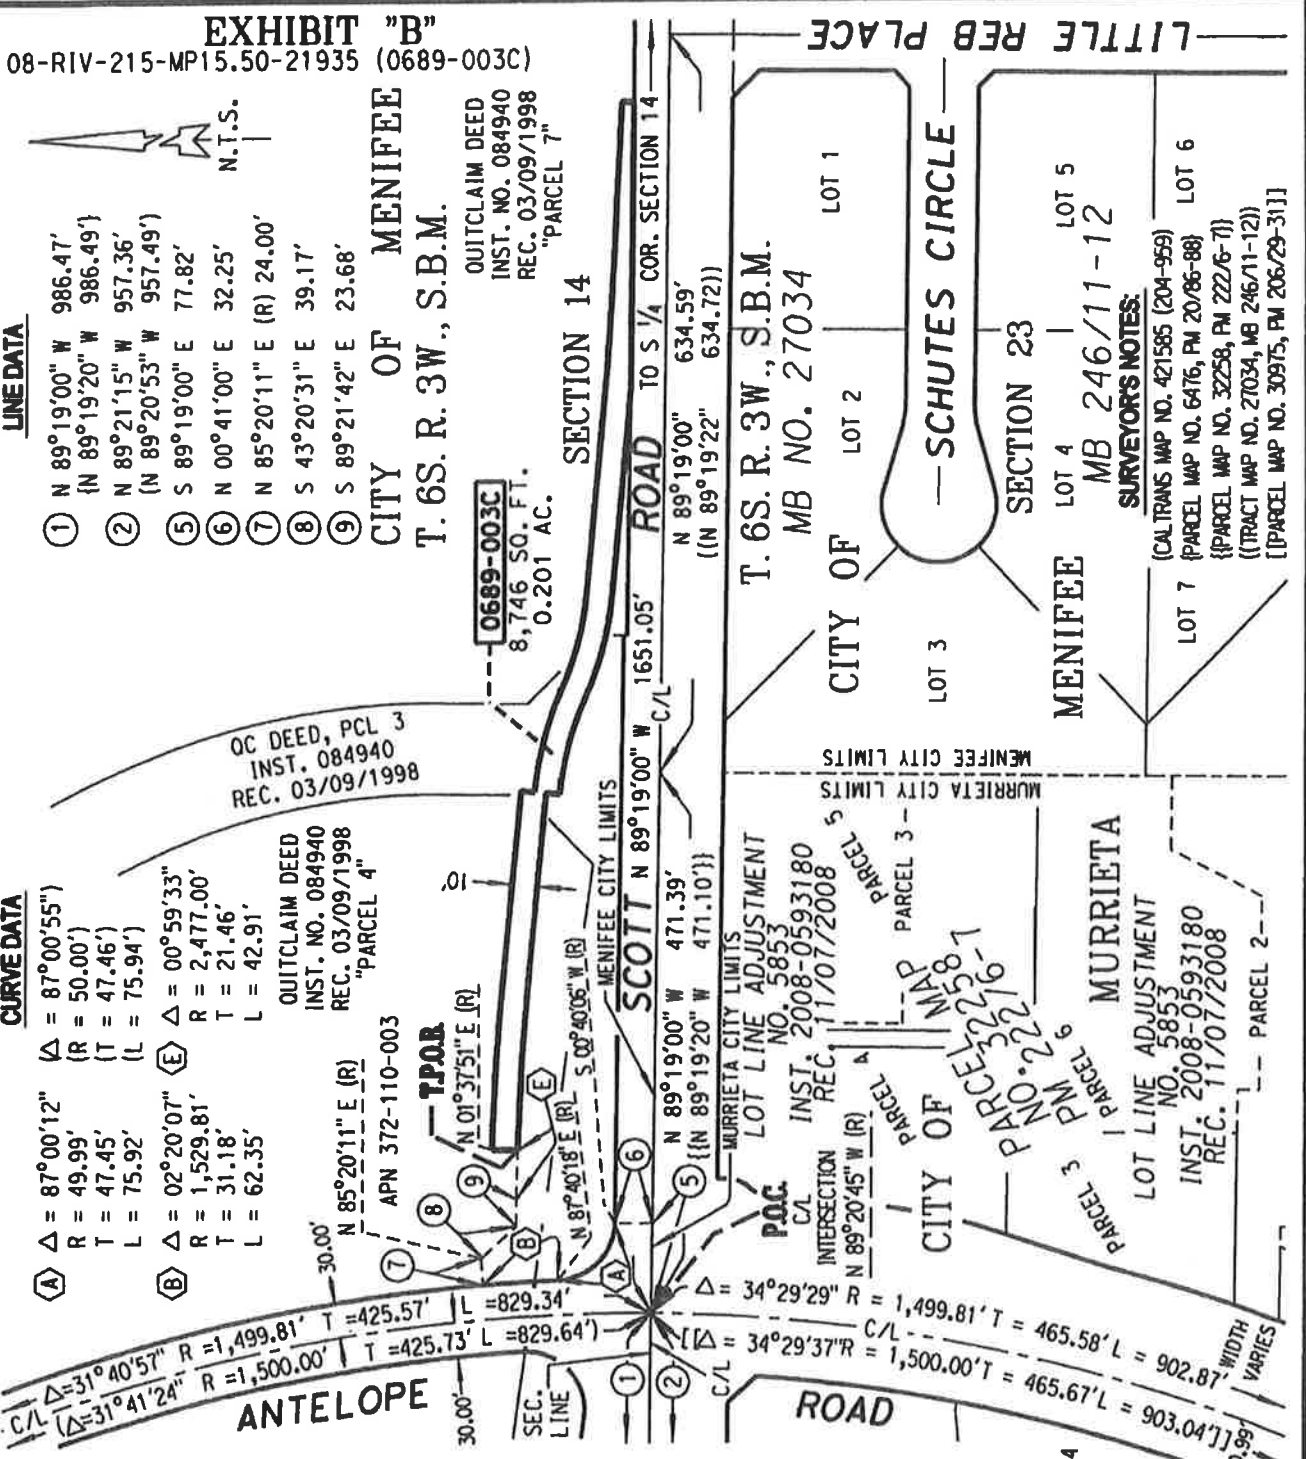 EXHIBIT "B"
08-RIV-215-MP15.50-21935 (0689-003C)
N.T.S.
LINE DATA
1 N 89°19'00" W 986.47'
{N 89°19'20" W 986.49'}
2 N 89°21'15" W 957.36'
(N 89°20'53" W 957.49')
5 S 89°19'00" E 77.82'
6 N 00°41'00" E 32.25'
7 N 85°20'11" E (R) 24.00'
8 S 43°20'31" E 39.17'
9 S 89°21'42" E 23.68'
CITY OF MENIFEE
T. 6S. R. 3W., S.B.M.
QUITCLAIM DEED
INST. NO. 084940
REC. 03/09/1998
"PARCEL 7"
SECTION 14
0689-003C
8,746 SQ. FT.
0.201 AC.
CURVE DATA
A Δ = 87°00'12" (Δ = 87°00'55")
R = 49.99' (R = 50.00')
T = 47.45' (T = 47.46')
L = 75.92' (L = 75.94')
B Δ = 02°20'07" E Δ = 00°59'33"
R = 1,529.81' R = 2,477.00'
T = 31.18' T = 21.46'
L = 62.35' L = 42.91'
QC DEED, PCL 3
INST. 084940
REC. 03/09/1998
QUITCLAIM DEED
INST. NO. 084940
REC. 03/09/1998
"PARCEL 4"
N 85°20'11" E (R)
APN 372-110-003
T.P.O.B.
N 01°37'51" E (R)
10'
30.00'
7
8
9
B
E
A
N 87°40'18" E (R)
S 00°40'06" W (R)
MENIFEE CITY LIMITS
6
5
SCOTT ROAD
N 89°19'00" W 1651.05' TO S 1/4 COR. SECTION 14
C/L
N 89°19'00" W 471.39'
{{N 89°19'20" W 471.10'}}
N 89°19'00" 634.59'
((N 89°19'22" 634.72))
MURRIETA CITY LIMITS
P.O.C.
C/L
INTERSECTION
N 89°20'45" W (R)
C/L
Δ=31°40'57" R =1,499.81' T =425.57' L =829.34'
(Δ=31°41'24" R =1,500.00' T =425.73' L =829.64')
ANTELOPE ROAD
30.00'
SEC.
LINE
1
2
C/L
Δ = 34°29'29" R = 1,499.81' T = 465.58' L = 902.87'
C/L
[[Δ = 34°29'37"R = 1,500.00'T = 465.67'L = 903.04']]
WIDTH
VARIES
LOT LINE ADJUSTMENT
NO. 5853
INST. 2008-0593180
REC. 11/07/2008
PARCEL 5
PARCEL 3
PARCEL 4
PARCEL MAP
NO. 32258
PM 222/6-7
PARCEL 6
PARCEL 3
CITY OF MURRIETA
LOT LINE ADJUSTMENT
NO. 5853
INST. 2008-0593180
REC. 11/07/2008
PARCEL 2
MENIFEE CITY LIMITS
MURRIETA CITY LIMITS
T. 6S. R. 3W., S.B.M.
MB NO. 27034
CITY OF MENIFEE
LOT 1
LOT 2
LOT 3
SCHUTES CIRCLE
SECTION 23
LOT 4
LOT 5
MB 246/11-12
LOT 6
LOT 7
LITTLE REB PLACE
SURVEYOR'S NOTES:
(CALTRANS MAP NO. 421585 (204-959)
{PARCEL MAP NO. 6476, PM 20/86-88}
{{PARCEL MAP NO. 32258, PM 222/6-7}}
((TRACT MAP NO. 27034, MB 246/11-12))
[[PARCEL MAP NO. 30975, PM 206/29-31]]